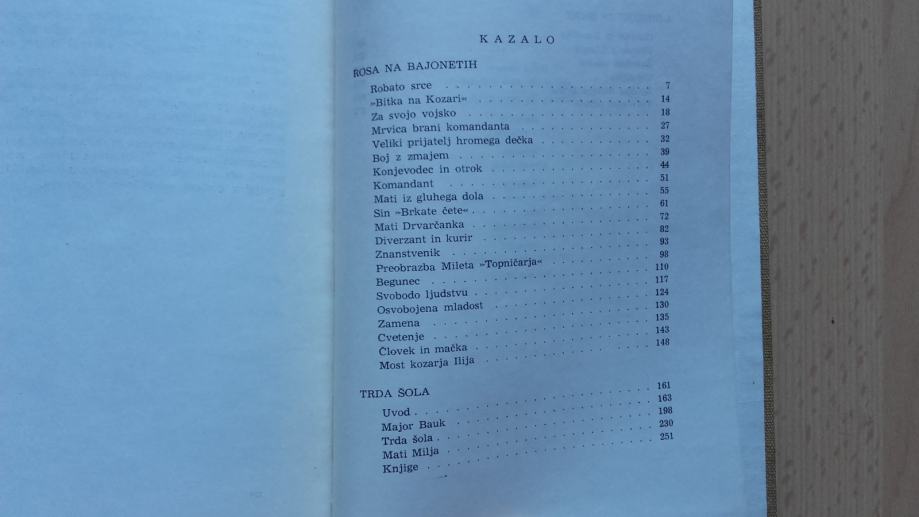 KAZALO
ROSA NA BAJONETIH
Robato srce . . . . . 7
»Bitka na Kozari« . . . . . 14
Za svojo vojsko . . . . . 18
Mrvica brani komandanta . . . . . 27
Veliki prijatelj hromega dečka . . . . . 32
Boj z zmajem . . . . . 39
Konjevodec in otrok . . . . . 44
Komandant . . . . . 51
Mati iz gluhega dola . . . . . 55
Sin »Brkate čete« . . . . . 61
Mati Drvarčanka . . . . . 72
Diverzant in kurir . . . . . 82
Znanstvenik . . . . . 93
Preobrazba Mileta »Topničarja« . . . . . 98
Begunec . . . . . 110
Svobodo ljudstvu . . . . . 117
Osvobojena mladost . . . . . 124
Zamena . . . . . 130
Cvetenje . . . . . 135
Človek in mačka . . . . . 143
Most kozarja Ilija . . . . . 148
TRDA ŠOLA
Uvod . . . . . 161
Major Bauk . . . . . 163
Trda šola . . . . . 198
Mati Milja . . . . . 230
Knjige . . . . . 251